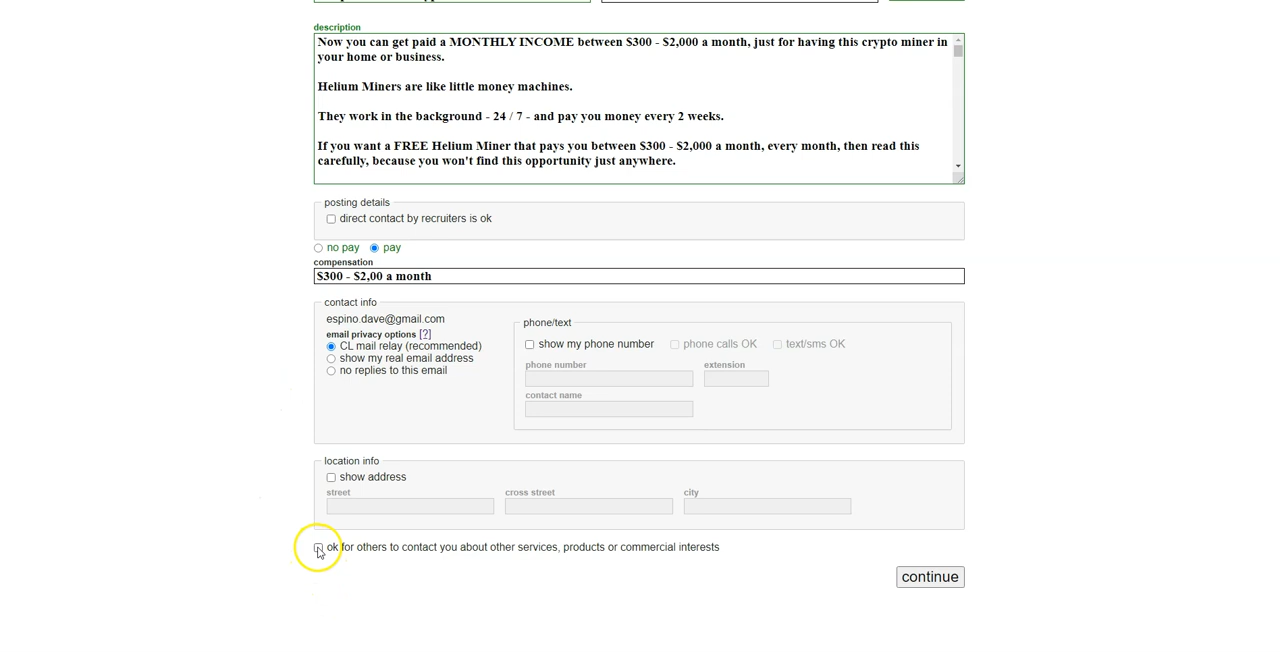 description
Now you can get paid a MONTHLY INCOME between $300 - $2,000 a month, just for having this crypto miner in
your home or business.
Helium Miners are like little money machines.
They work in the background - 24 / 7 - and pay you money every 2 weeks.
If you want a FREE Helium Miner that pays you between $300 - $2,000 a month, every month, then read this
carefully, because you won't find this opportunity just anywhere.
posting details
direct contact by recruiters is ok
no pay pay
compensation
$300 - $2,00 a month
contact info
espino.dave@gmail.com
email privacy options [?]
CL mail relay (recommended)
show my real email address
no replies to this email
phone/text
show my phone number phone calls OK text/sms OK
phone number extension
contact name
location info
show address
street cross street city
ok for others to contact you about other services, products or commercial interests
continue